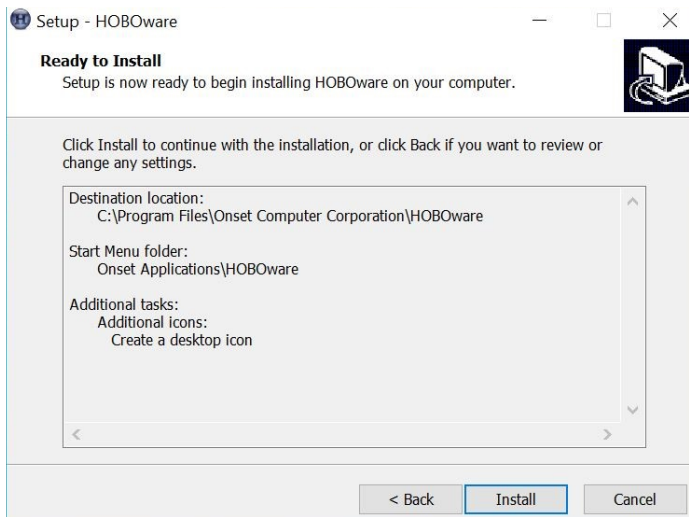 Setup - HOBOware
Ready to Install
Setup is now ready to begin installing HOBOware on your computer.
Click Install to continue with the installation, or click Back if you want to review or
change any settings.
Destination location:
C:\Program Files\Onset Computer Corporation\HOBOware
Start Menu folder:
Onset Applications\HOBOware
Additional tasks:
Additional icons:
Create a desktop icon
< Back
Install
Cancel